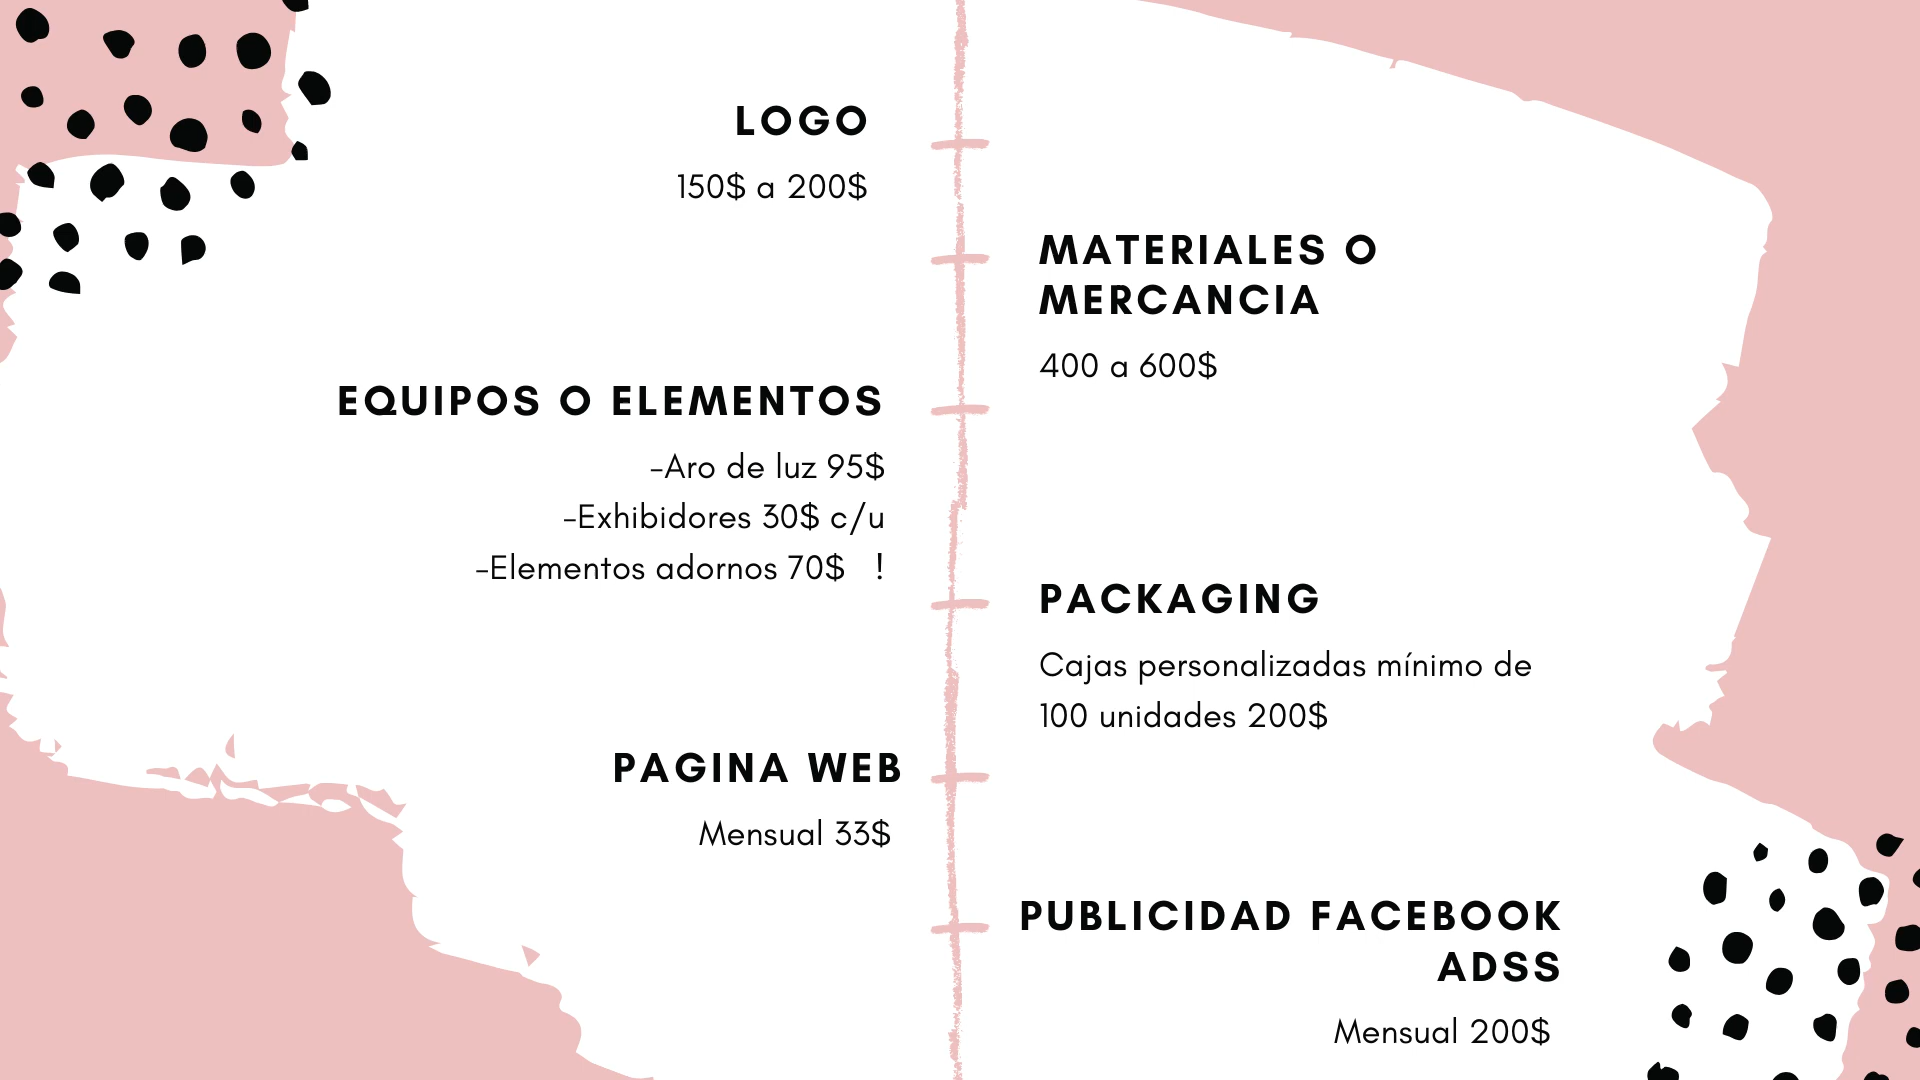 LOGO
150$ a 200$
MATERIALES O
MERCANCIA
400 a 600$
EQUIPOS O ELEMENTOS
-Aro de luz 95$
-Exhibidores 30$ c/u
-Elementos adornos 70$ !
PACKAGING
Cajas personalizadas mínimo de
100 unidades 200$
PAGINA WEB
Mensual 33$
PUBLICIDAD FACEBOOK
ADSS
Mensual 200$